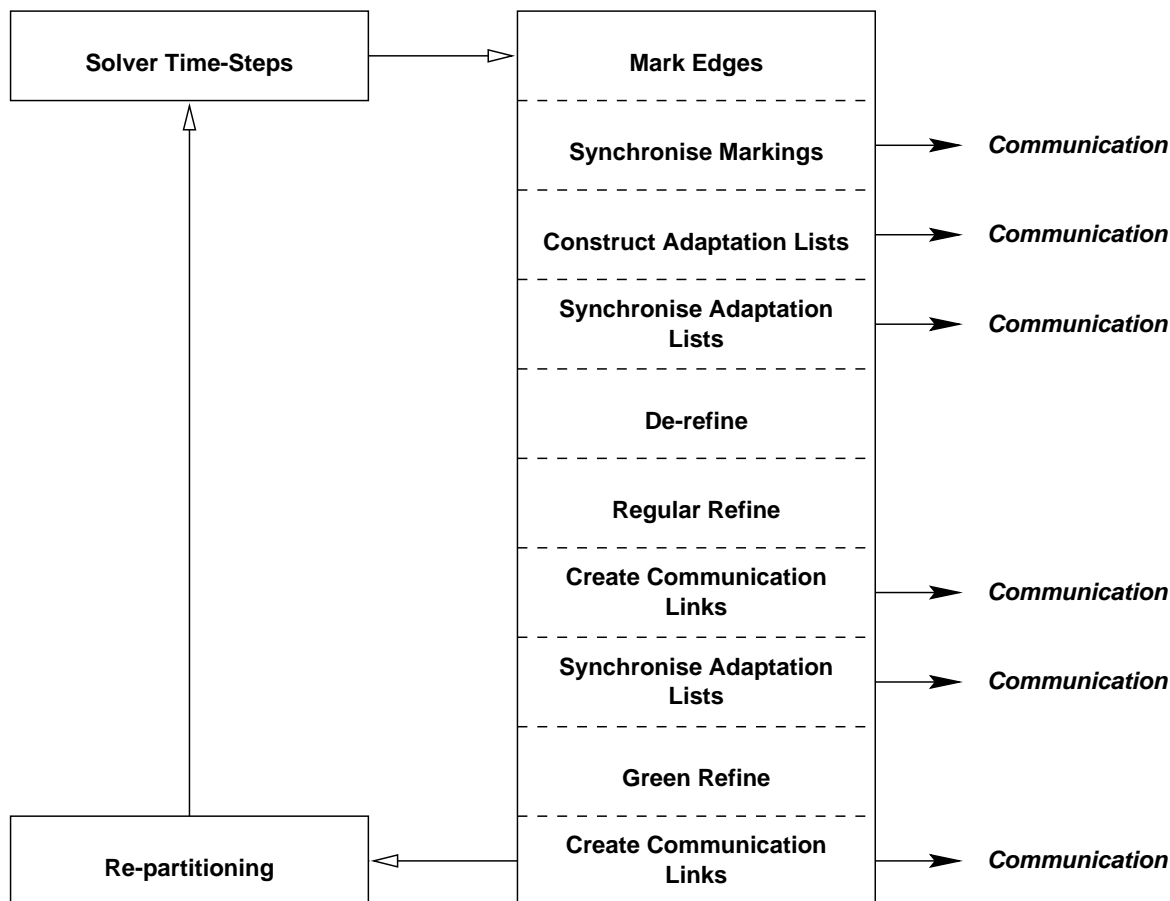 Solver Time-Steps
Mark Edges
Synchronise Markings
Communication
Construct Adaptation Lists
Communication
Synchronise Adaptation
Lists
Communication
De-refine
Regular Refine
Create Communication
Links
Communication
Synchronise Adaptation
Lists
Communication
Green Refine
Re-partitioning
Create Communication
Links
Communication